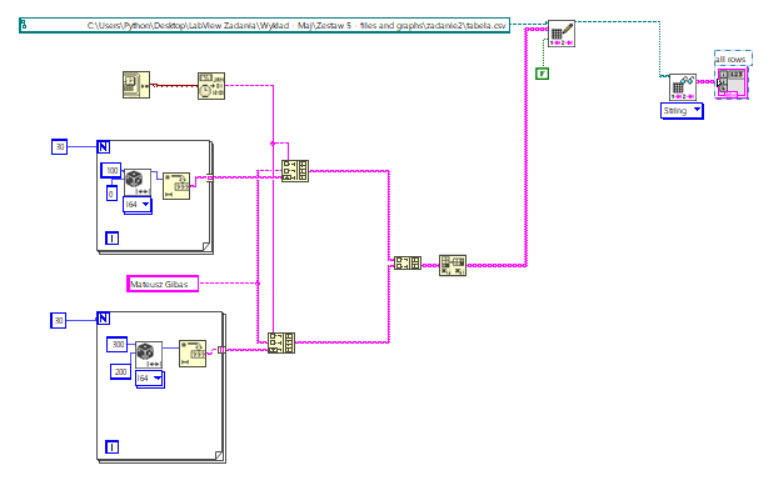 C:\Users\Python\Desktop\LabView Zadania\Wykład - Maj\Zestaw 5 - files and graphs\zadanie2\tabela.csv
F
all rows
String
30
N
100
0
I64
i
Mateusz Gibas
30
N
300
200
I64
i